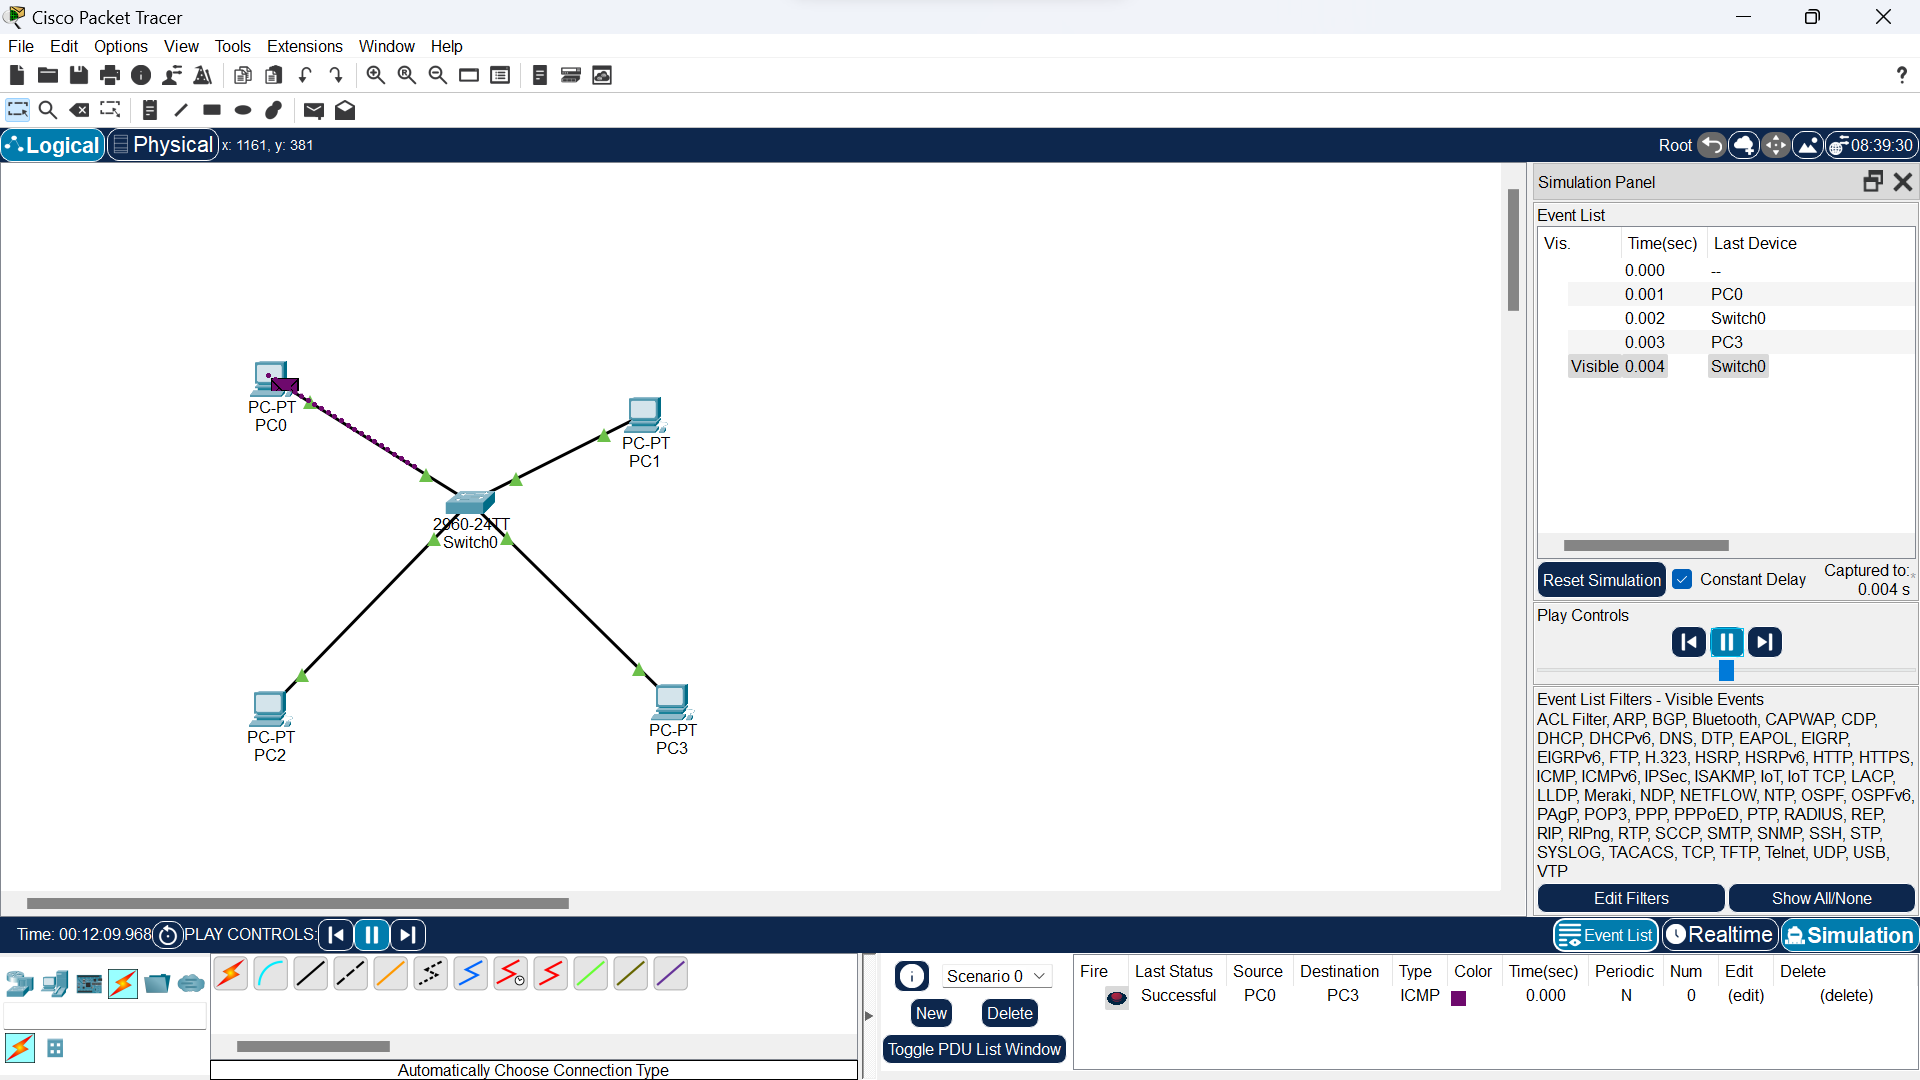 Cisco Packet Tracer
File Edit Options View Tools Extensions Window Help
?
Logical Physical x: 1161, y: 381 Root 08:39:30
Simulation Panel
Event List
Vis. Time(sec) Last Device
0.000 --
0.001 PC0
0.002 Switch0
0.003 PC3
Visible 0.004 Switch0
PC-PT
PC0
PC-PT
PC1
2960-24TT
Switch0
PC-PT
PC2
PC-PT
PC3
Reset Simulation Constant Delay Captured to:*
0.004 s
Play Controls
Event List Filters - Visible Events
ACL Filter, ARP, BGP, Bluetooth, CAPWAP, CDP,
DHCP, DHCPv6, DNS, DTP, EAPOL, EIGRP,
EIGRPv6, FTP, H.323, HSRP, HSRPv6, HTTP, HTTPS,
ICMP, ICMPv6, IPSec, ISAKMP, IoT, IoT TCP, LACP,
LLDP, Meraki, NDP, NETFLOW, NTP, OSPF, OSPFv6,
PAgP, POP3, PPP, PPPoED, PTP, RADIUS, REP,
RIP, RIPng, RTP, SCCP, SMTP, SNMP, SSH, STP,
SYSLOG, TACACS, TCP, TFTP, Telnet, UDP, USB,
VTP
Edit Filters Show All/None
Time: 00:12:09.968 PLAY CONTROLS: Event List Realtime Simulation
Scenario 0
New Delete
Toggle PDU List Window
Fire Last Status Source Destination Type Color Time(sec) Periodic Num Edit Delete
Successful PC0 PC3 ICMP 0.000 N 0 (edit) (delete)
Automatically Choose Connection Type